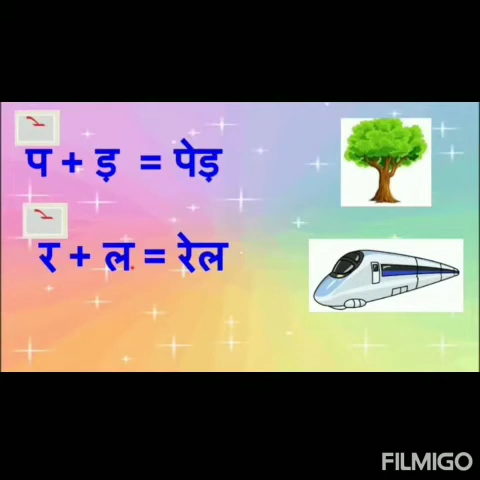 े
प + ड़ = पेड़
े
र + ल = रेल
FILMIGO